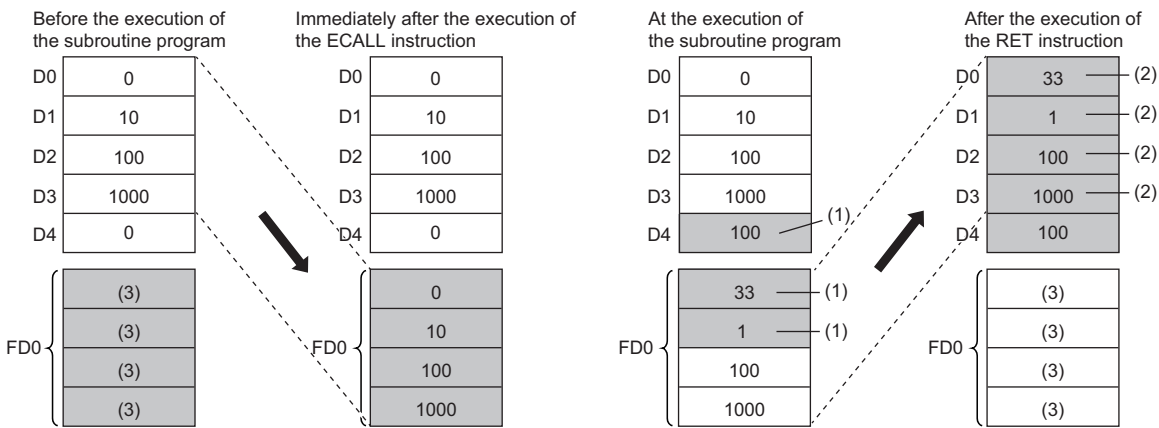 Before the execution of
the subroutine program
D0 0
D1 10
D2 100
D3 1000
D4 0
FD0
(3)
(3)
(3)
(3)
Immediately after the execution of
the ECALL instruction
D0 0
D1 10
D2 100
D3 1000
D4 0
FD0
0
10
100
1000
At the execution of
the subroutine program
D0 0
D1 10
D2 100
D3 1000
D4 100 (1)
FD0
33 (1)
1 (1)
100
1000
After the execution of
the RET instruction
D0 33 (2)
D1 1 (2)
D2 100 (2)
D3 1000 (2)
D4 100
FD0
(3)
(3)
(3)
(3)